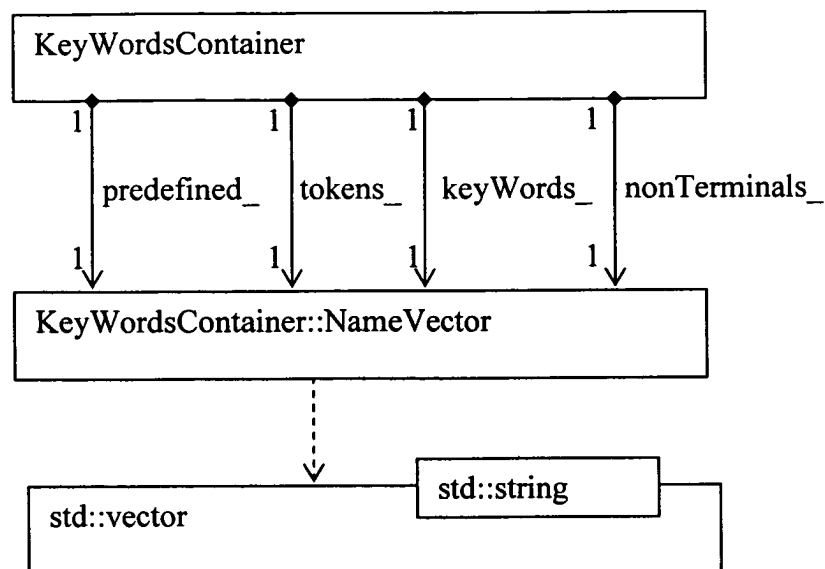 KeyWordsContainer
1 1 1 1
predefined_ tokens_ keyWords_ nonTerminals_
1 1 1 1
KeyWordsContainer::NameVector
std::string
std::vector